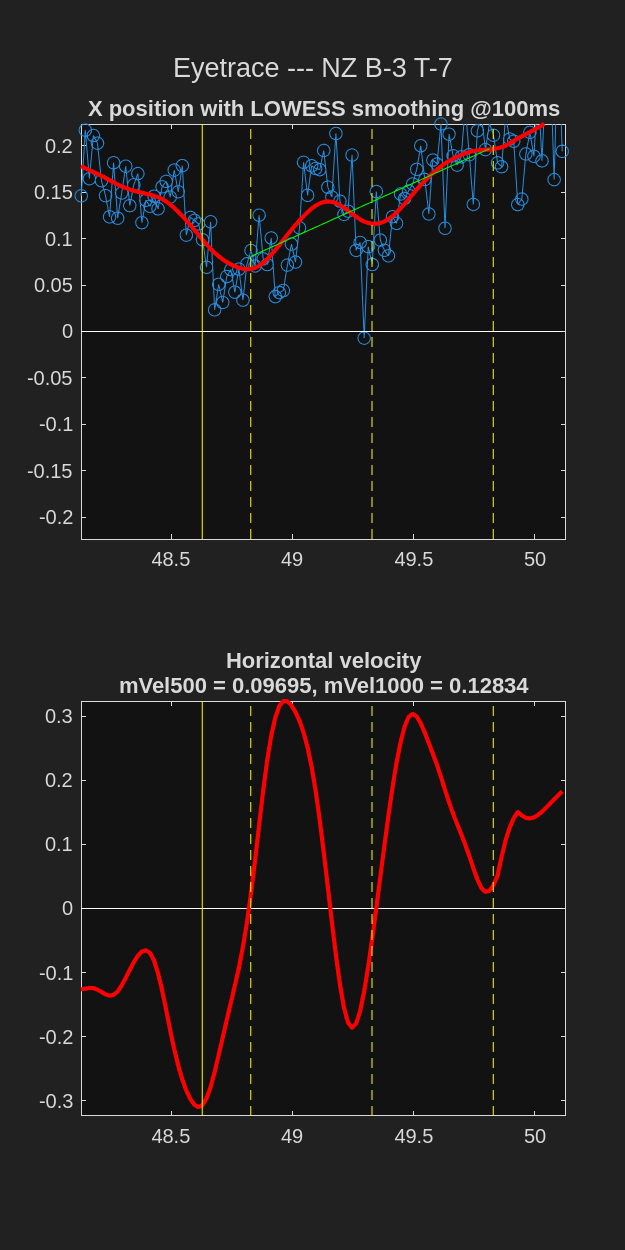 Eyetrace --- NZ B-3 T-7
X position with LOWESS smoothing @100ms
0.2
0.15
0.1
0.05
0
-0.05
-0.1
-0.15
-0.2
48.5 49 49.5 50
Horizontal velocity
mVel500 = 0.09695, mVel1000 = 0.12834
0.3
0.2
0.1
0
-0.1
-0.2
-0.3
48.5 49 49.5 50